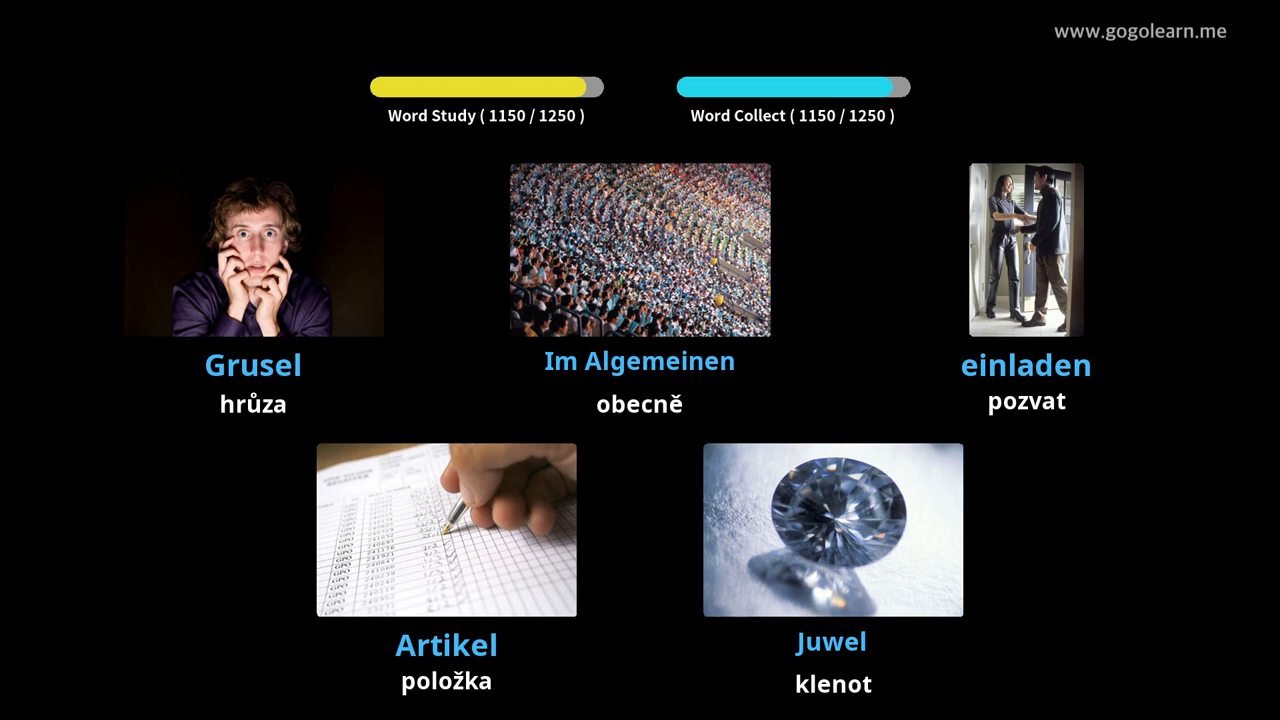 www.gogolearn.me
Word Study ( 1150 / 1250 )
Word Collect ( 1150 / 1250 )
Grusel
Im Algemeinen
einladen
hrůza
obecně
pozvat
Artikel
Juwel
položka
klenot